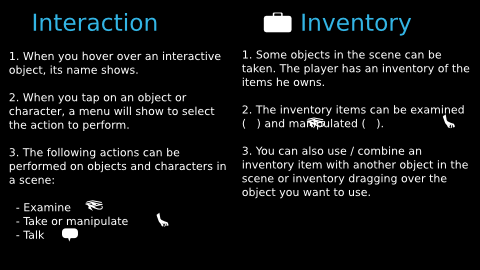 Interaction
1. When you hover over an interactive
object, its name shows.
2. When you tap on an object or
character, a menu will show to select
the action to perform.
3. The following actions can be
performed on objects and characters in
a scene:
- Examine
- Take or manipulate
- Talk
Inventory
1. Some objects in the scene can be
taken. The player has an inventory of the
items he owns.
2. The inventory items can be examined
(   ) and manipulated (   ).
3. You can also use / combine an
inventory item with another object in the
scene or inventory dragging over the
object you want to use.